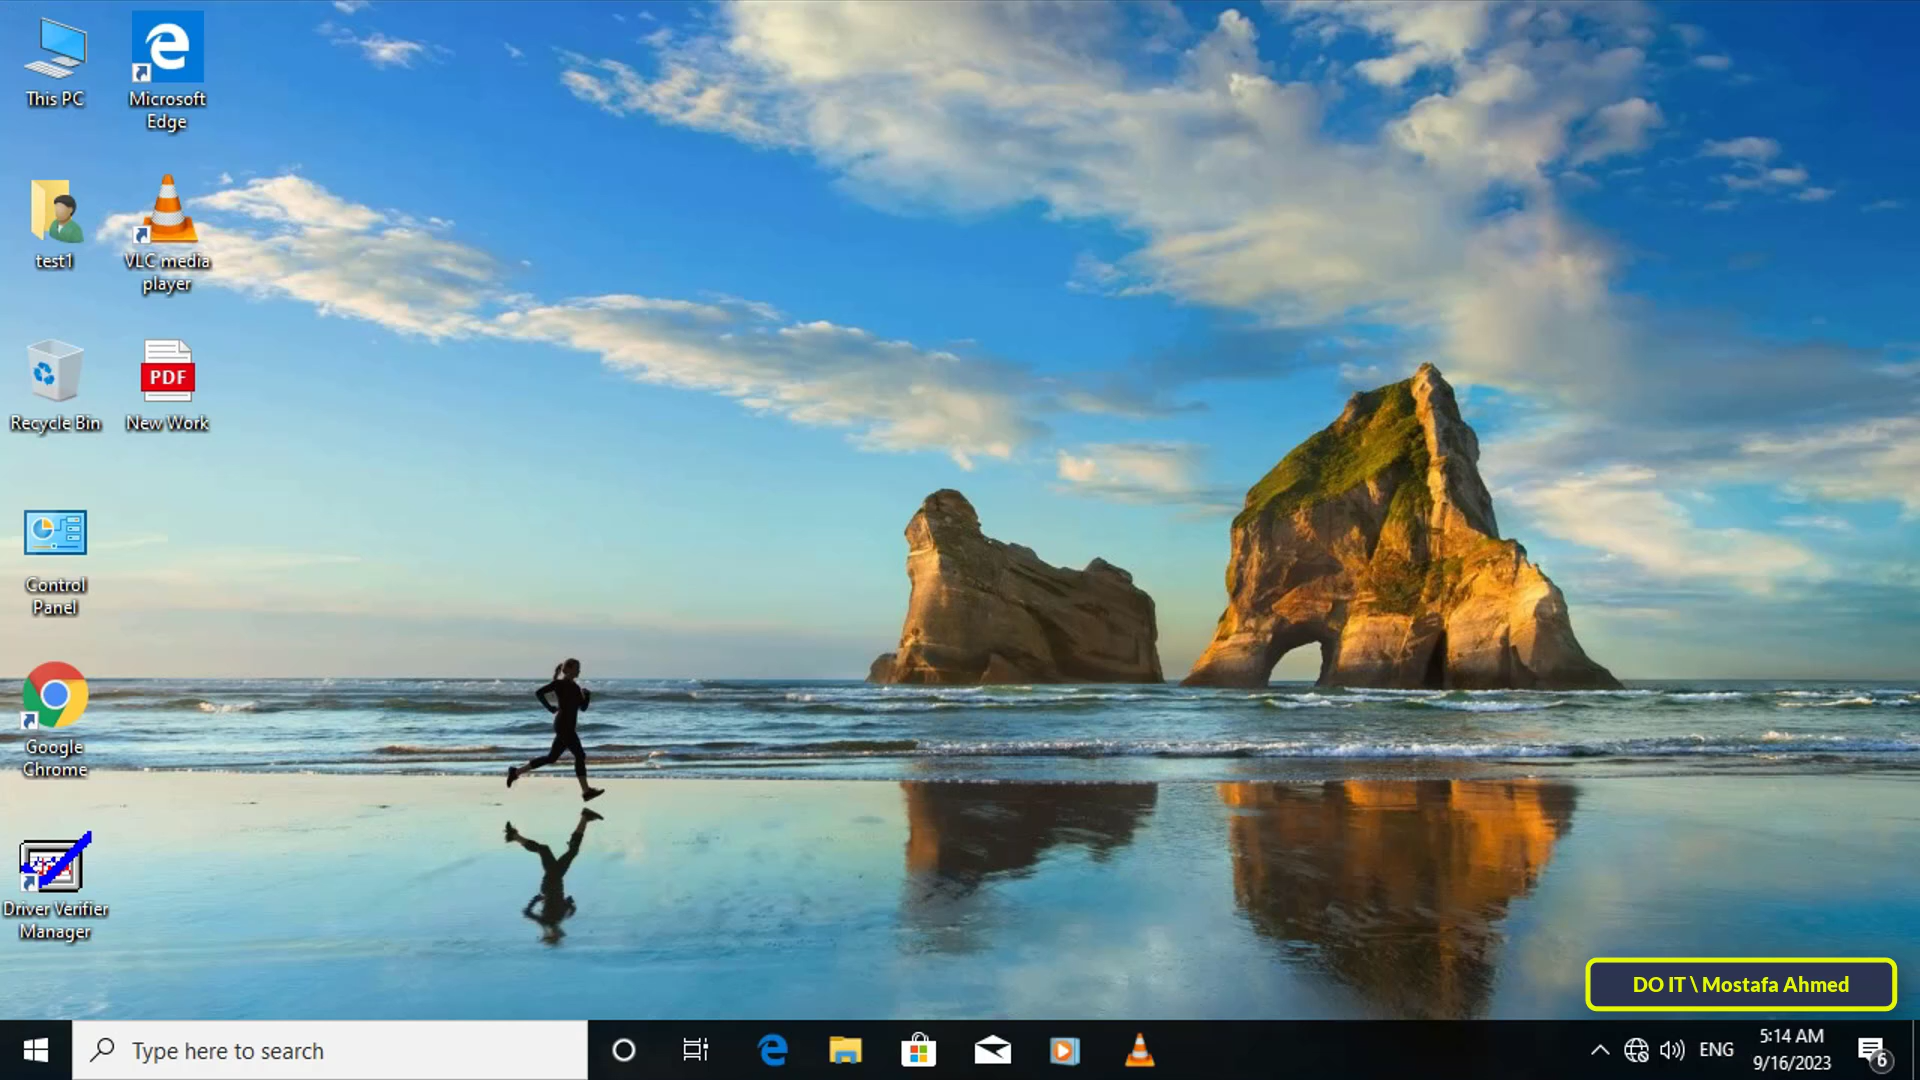 This PC
Microsoft
Edge
test1
VLC media
player
Recycle Bin
PDF
New Work
Control
Panel
Google
Chrome
Driver Verifier
Manager
DO IT \ Mostafa Ahmed
Type here to search
ENG
5:14 AM
9/16/2023
6